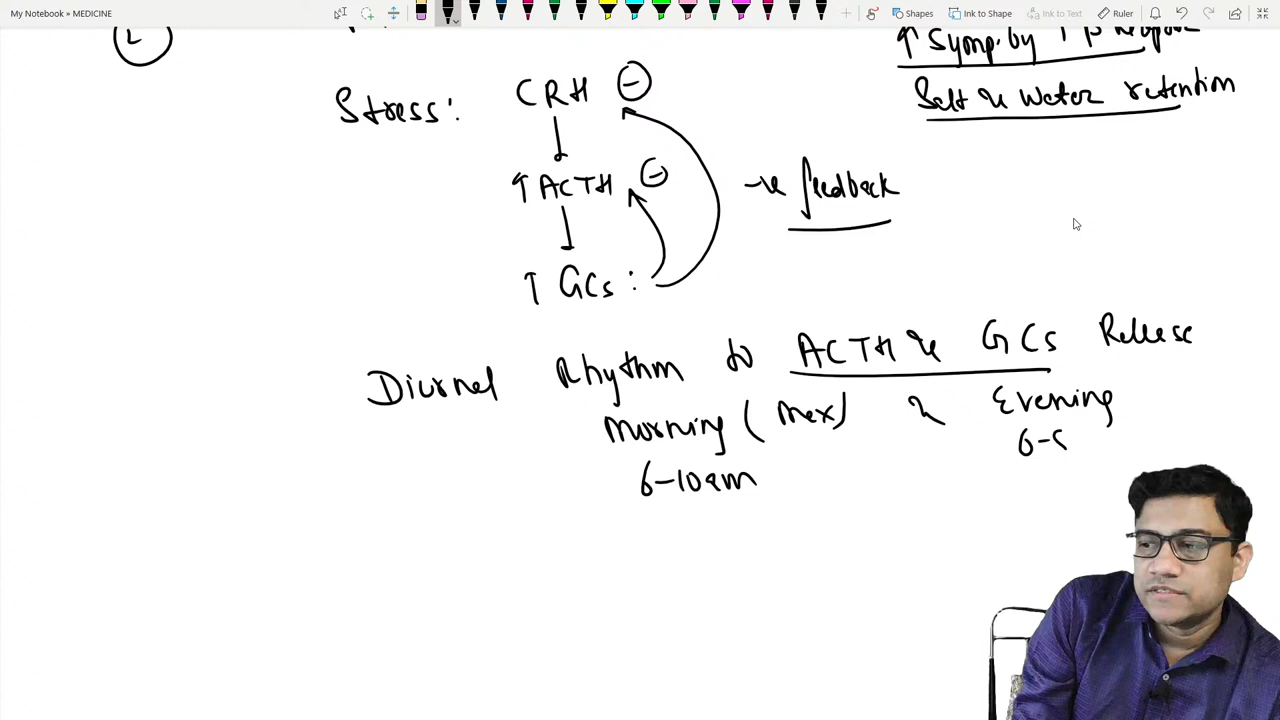 My Notebook » MEDICINE
Shapes Ink to Shape Ink to Text Ruler
↑ Symp. by ↑ β
Salt & Water retention
Stress:
CRH ⊖
↑ ACTH ⊖
-ve feedback
↑ GCs :
Diurnal Rhythm to ACTH & GCs Release
morning (max) & Evening
6-10am 6-